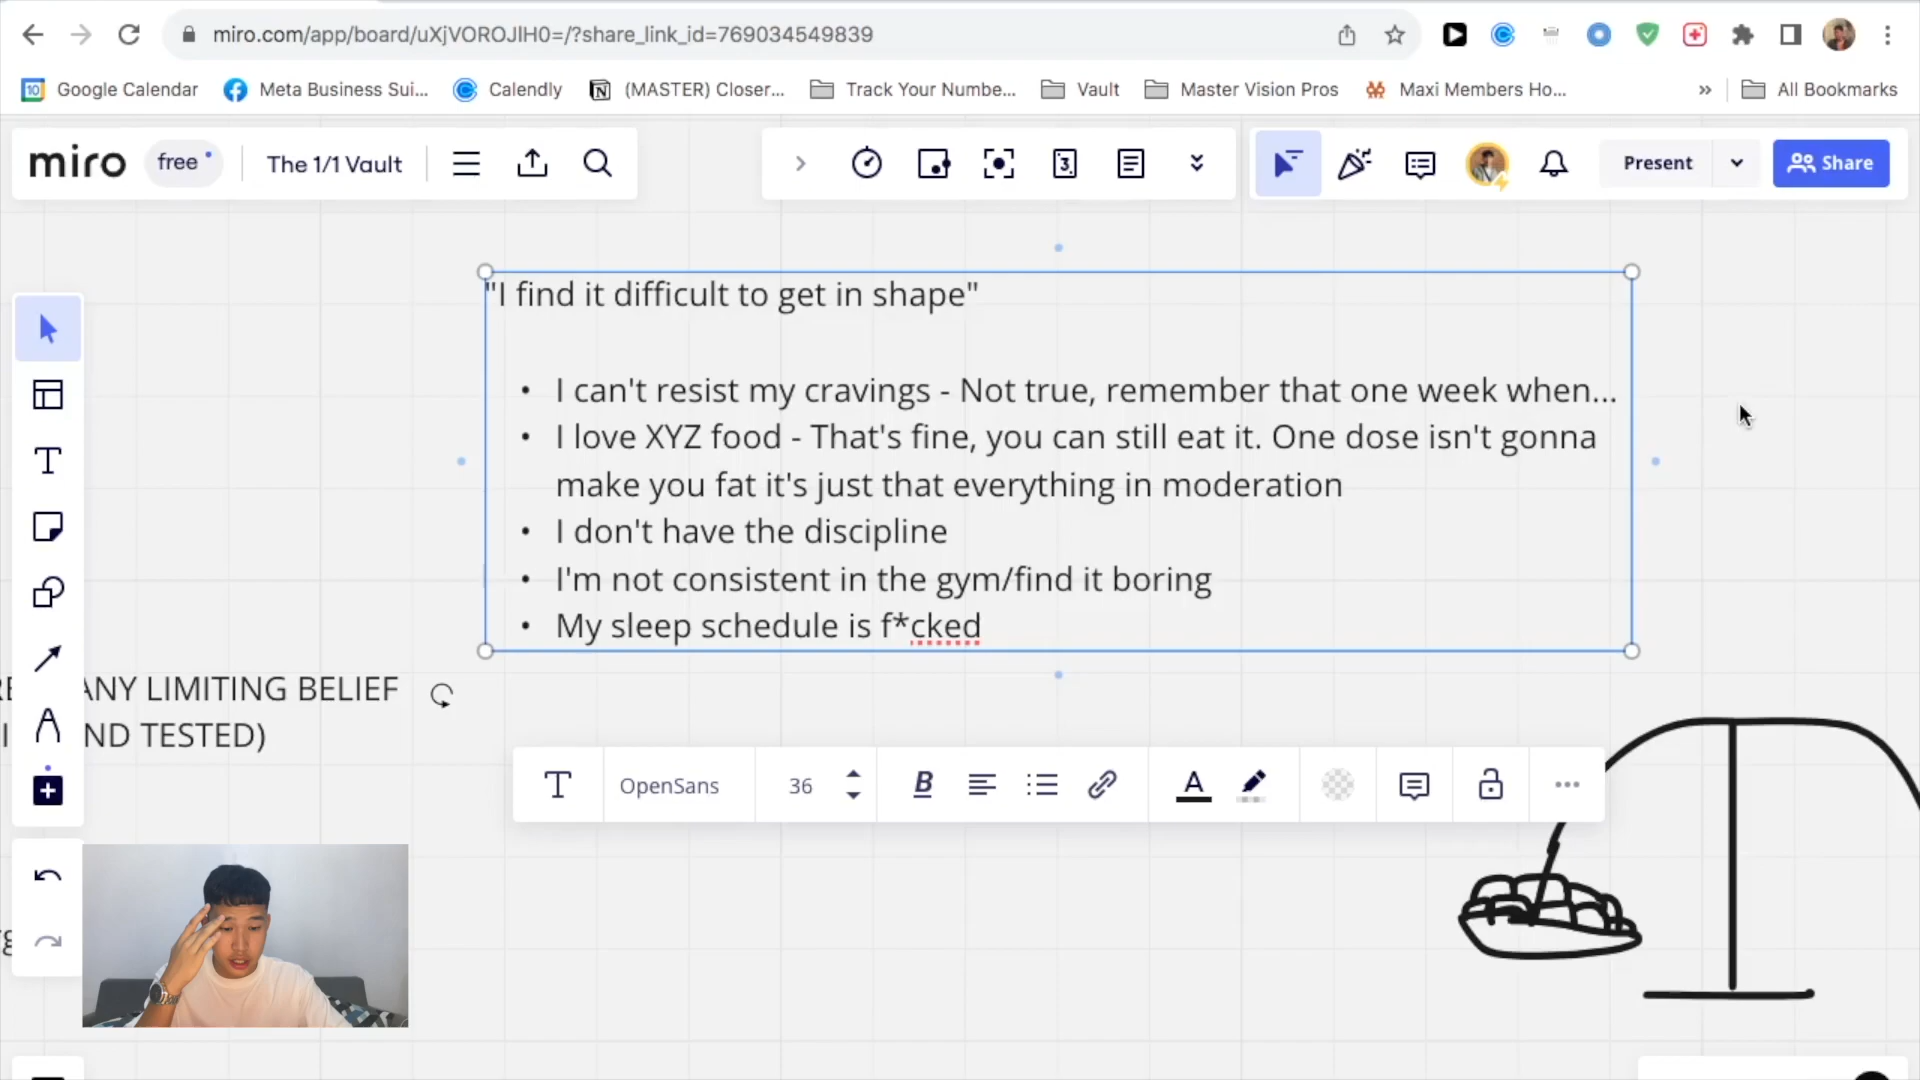 miro.com/app/board/uXjVOROJlH0=/?share_link_id=769034549839
10 Google Calendar
Meta Business Sui...
Calendly
(MASTER) Closer...
Track Your Numbe...
Vault
Master Vision Pros
Maxi Members Ho...
»
All Bookmarks
miro free The 1/1 Vault
3
Present
Share
"I find it difficult to get in shape"
• I can't resist my cravings - Not true, remember that one week when...
• I love XYZ food - That's fine, you can still eat it. One dose isn't gonna
make you fat it's just that everything in moderation
• I don't have the discipline
• I'm not consistent in the gym/find it boring
• My sleep schedule is f*cked
ANY LIMITING BELIEF
ND TESTED)
OpenSans 36 B A